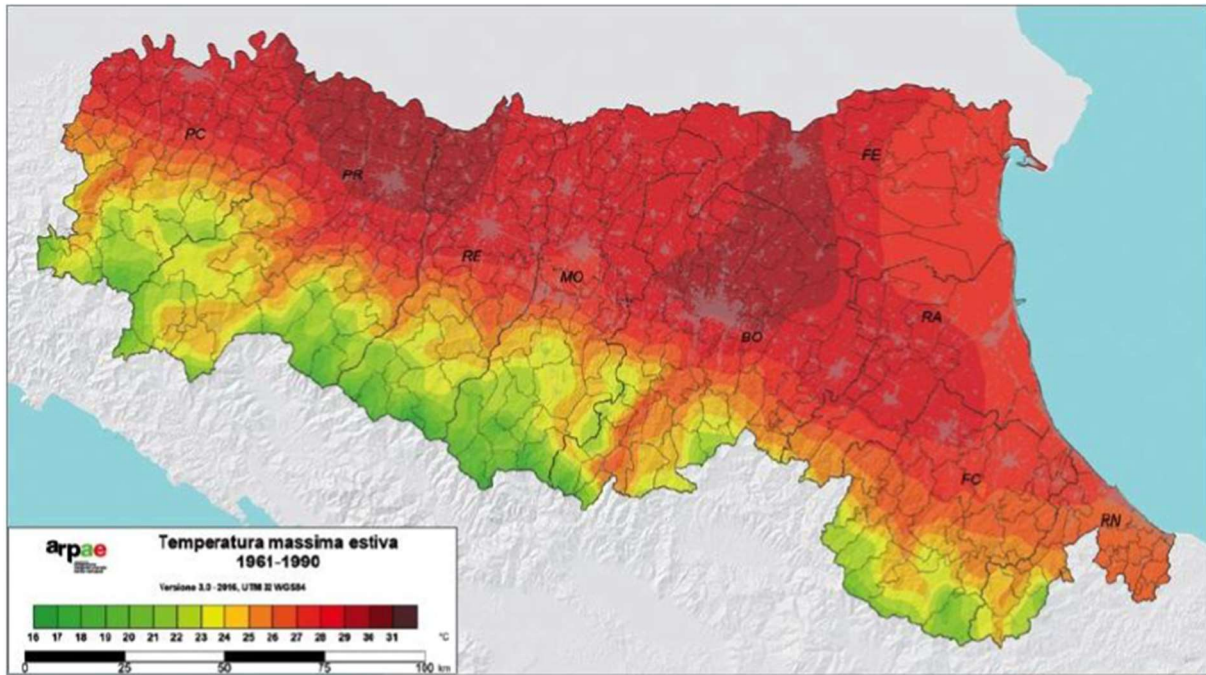 PC
FE
PR
RE
MO
RA
BO
FC
RN
arpae
Temperatura massima estiva
1961-1990
Versione 3.0 - 2016, UTM 32 WGS84
16 17 18 19 20 21 22 23 24 25 26 27 28 29 30 31 °C
0 25 50 75 100 km